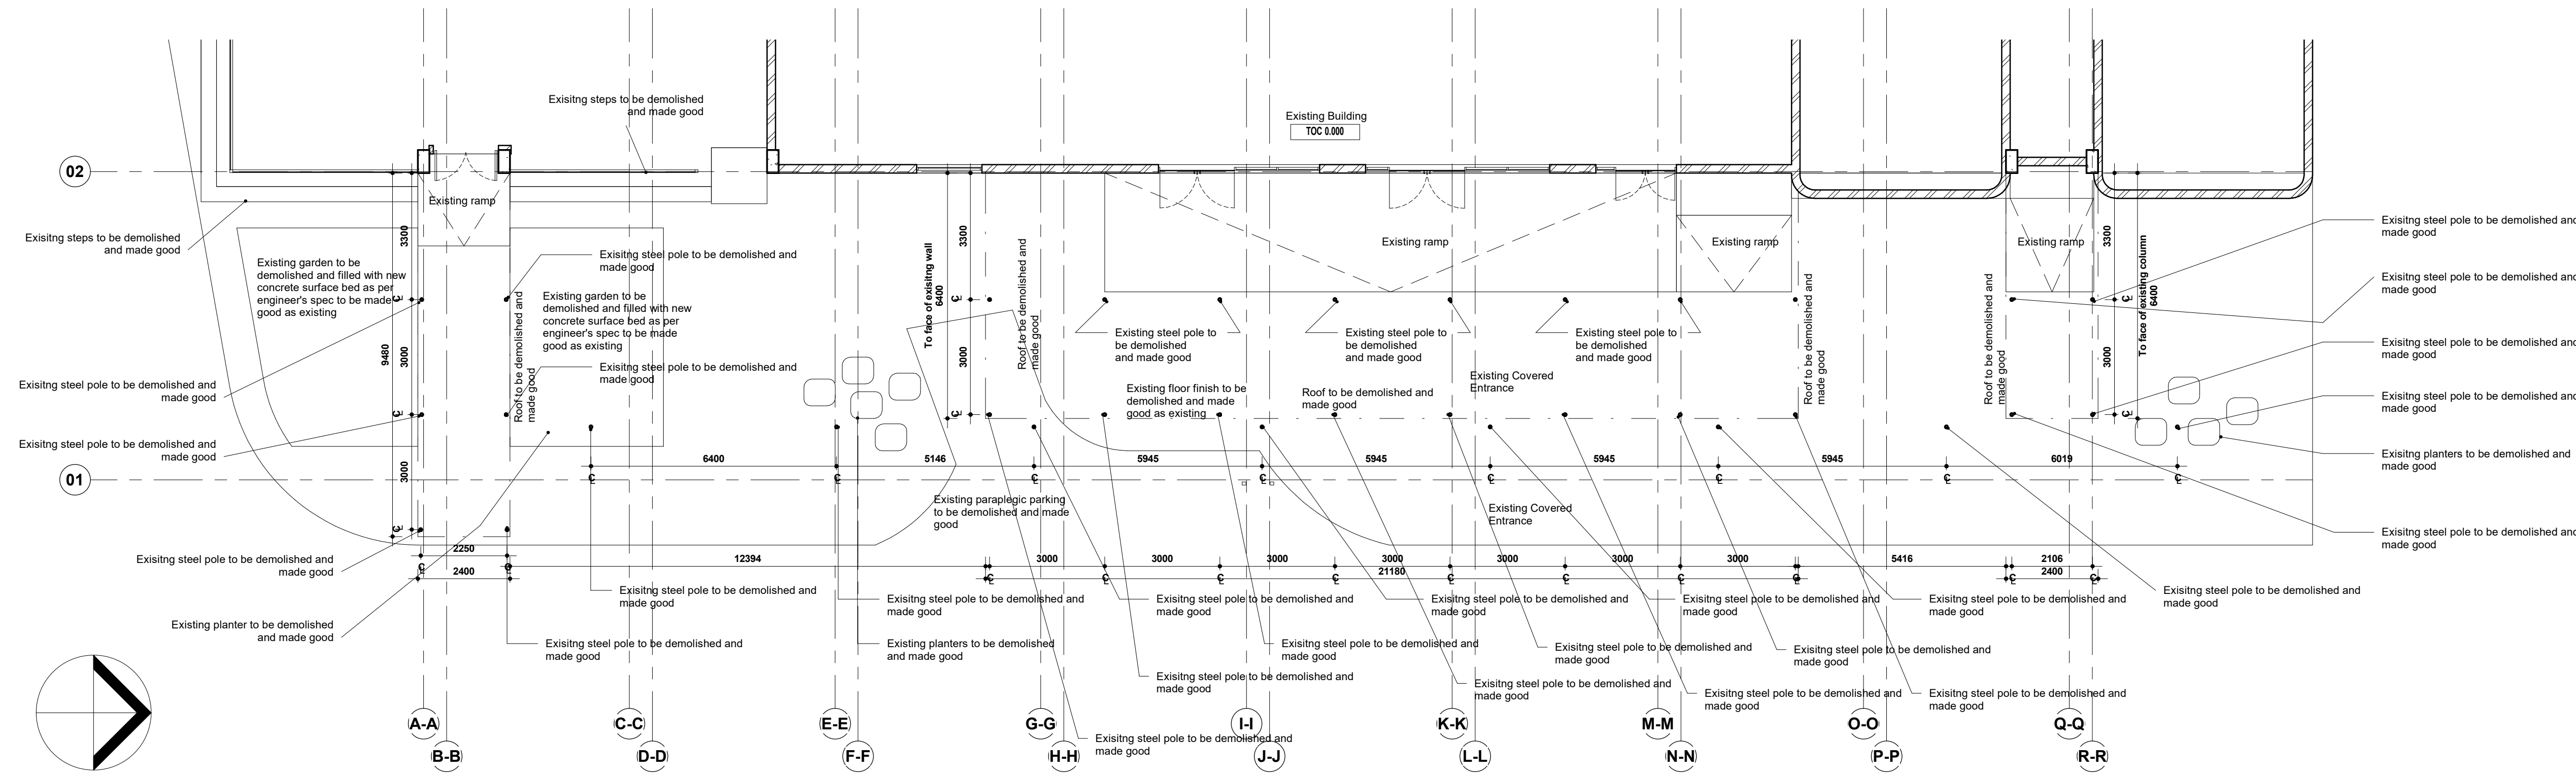 Exisitng steps to be demolished
and made good
Existing Building
TOC 0.000
02
Existing ramp
Exisitng steps to be demolished
and made good
Existing garden to be
demolished and filled with new
concrete surface bed as per
engineer's spec to be made
good as existing
Exisitng steel pole to be demolished and
made good
Existing garden to be
demolished and filled with new
concrete surface bed as per
engineer's spec to be made
good as existing
Exisitng steel pole to be demolished and
made good
Roof to be demolished and
made good
3300
3000
3000
9480
Exisitng steel pole to be demolished and
made good
Exisitng steel pole to be demolished and
made good
To face of exisitng wall
6400
3300
3000
Roof to be demolished and
made good
Existing ramp
Existing ramp
Existing ramp
Existing steel pole to
be demolished
and made good
Existing steel pole to
be demolished
and made good
Existing steel pole to
be demolished
and made good
Existing floor finish to be
demolished and made
good as existing
Roof to be demolished and
made good
Existing Covered
Entrance
Roof to be demolished and
made good
Roof to be demolished and
made good
3300
3000
To face of existing column
6400
Exisitng steel pole to be demolished and
made good
Exisitng steel pole to be demolished and
made good
Exisitng steel pole to be demolished and
made good
Exisitng steel pole to be demolished and
made good
Exisitng planters to be demolished
and made good
Exisitng steel pole to be demolished and
made good
01
6400
5146
5945
5945
5945
5945
6019
Existing paraplegic parking
to be demolished and made
good
Existing Covered
Entrance
Exisitng steel pole to be demolished and
made good
2250
2400
12394
3000
3000
3000
3000
3000
3000
3000
21180
5416
2106
2400
Existing planter to be demolished
and made good
Exisitng steel pole to be demolished and
made good
Exisitng steel pole to be demolished and
made good
Exisitng steel pole to be demolished and
made good
Exisitng steel pole to be demolished and
made good
Exisitng steel pole to be demolished and
made good
Exisitng steel pole to be demolished and
made good
Exisitng steel pole to be demolished and
made good
Exisitng steel pole to be demolished and
made good
Exisitng steel pole to be demolished and
made good
Existing planters to be demolished
and made good
Exisitng steel pole to be demolished and
made good
Exisitng steel pole to be demolished and
made good
Exisitng steel pole to be demolished and
made good
Exisitng steel pole to be demolished and
made good
Exisitng steel pole to be demolished and
made good
Exisitng steel pole to be demolished and
made good
Exisitng steel pole to be demolished and
made good
Exisitng steel pole to be demolished and
made good
A-A
C-C
E-E
G-G
I-I
K-K
M-M
O-O
Q-Q
B-B
D-D
F-F
H-H
J-J
L-L
N-N
P-P
R-R